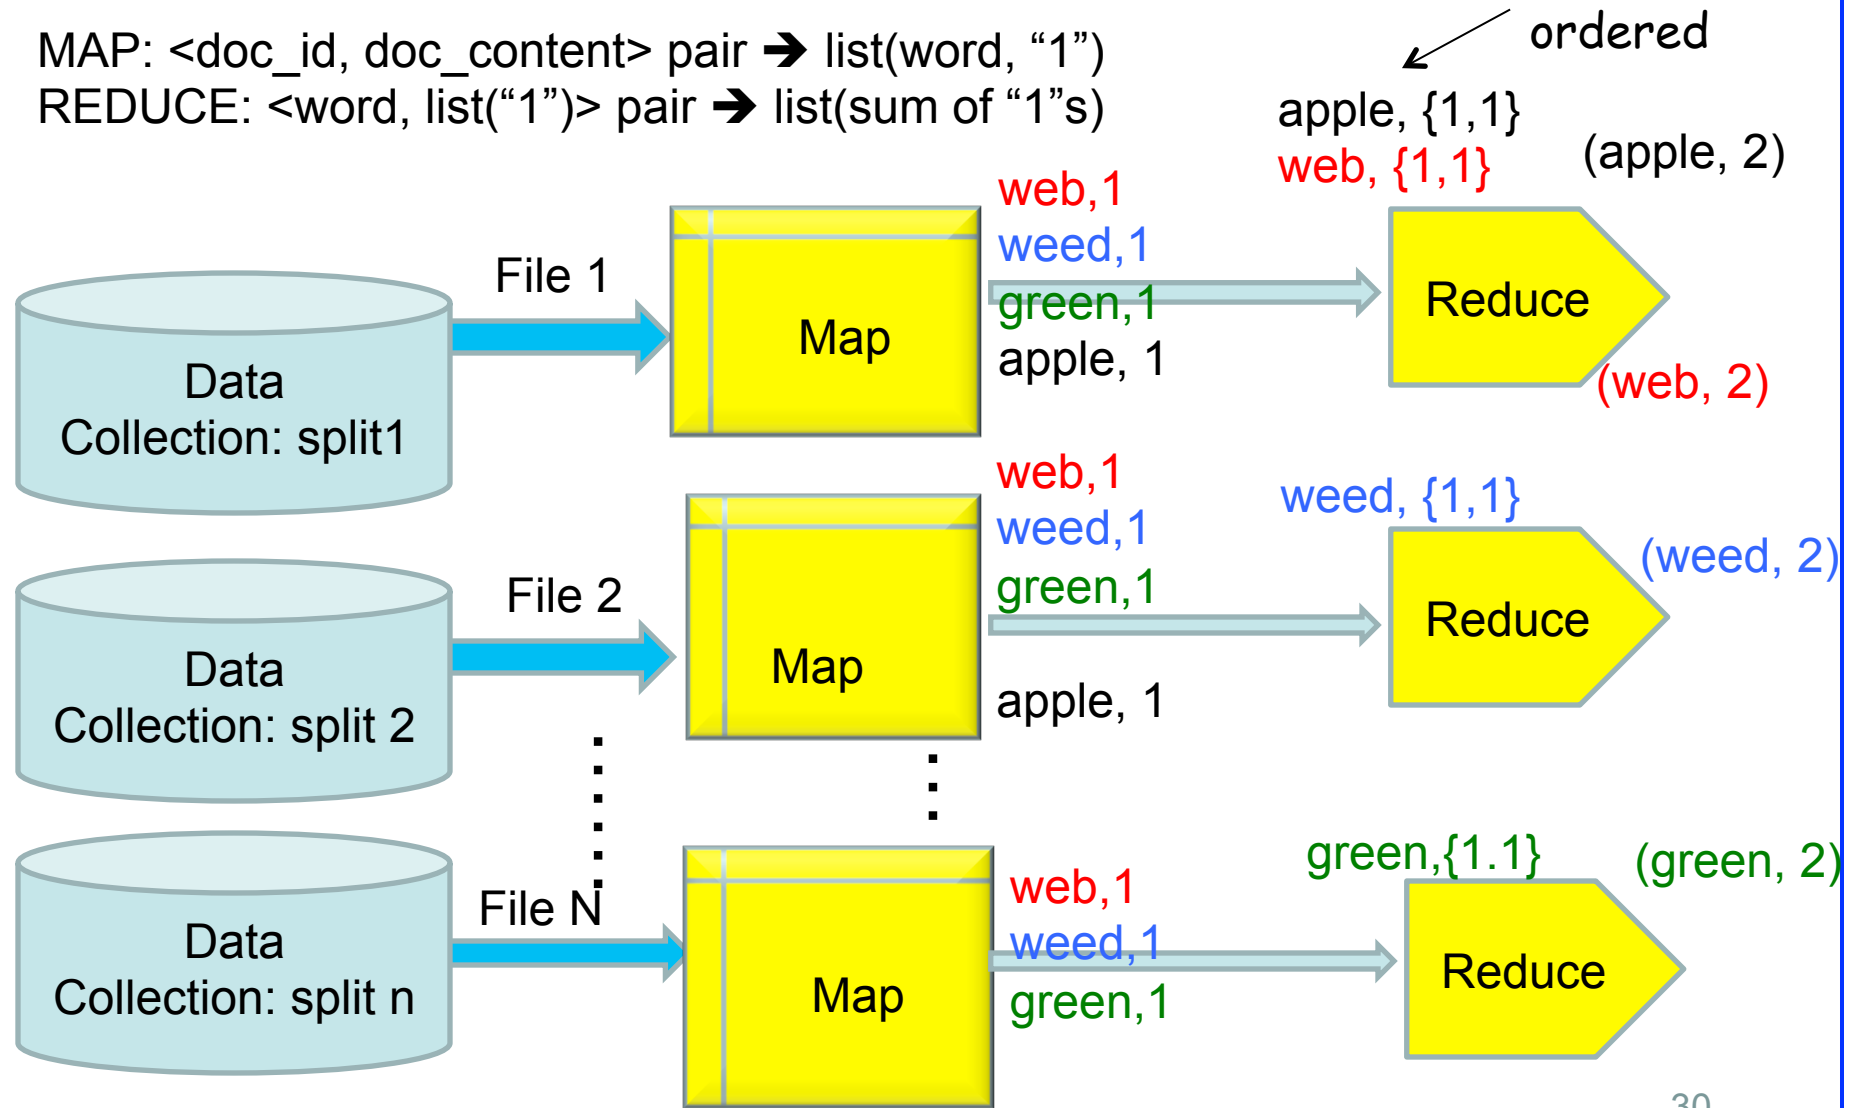 MAP: <doc_id, doc_content> pair ➔ list(word, “1”)
REDUCE: <word, list(“1”)> pair ➔ list(sum of “1”s)
ordered
apple, {1,1}
web, {1,1}
(apple, 2)
Data
Collection: split1
File 1
Map
web,1
weed,1
green,1
apple, 1
Reduce
(web, 2)
Data
Collection: split 2
File 2
Map
web,1
weed,1
green,1
apple, 1
weed, {1,1}
Reduce
(weed, 2)
Data
Collection: split n
File N
Map
web,1
weed,1
green,1
green,{1.1}
Reduce
(green, 2)
30